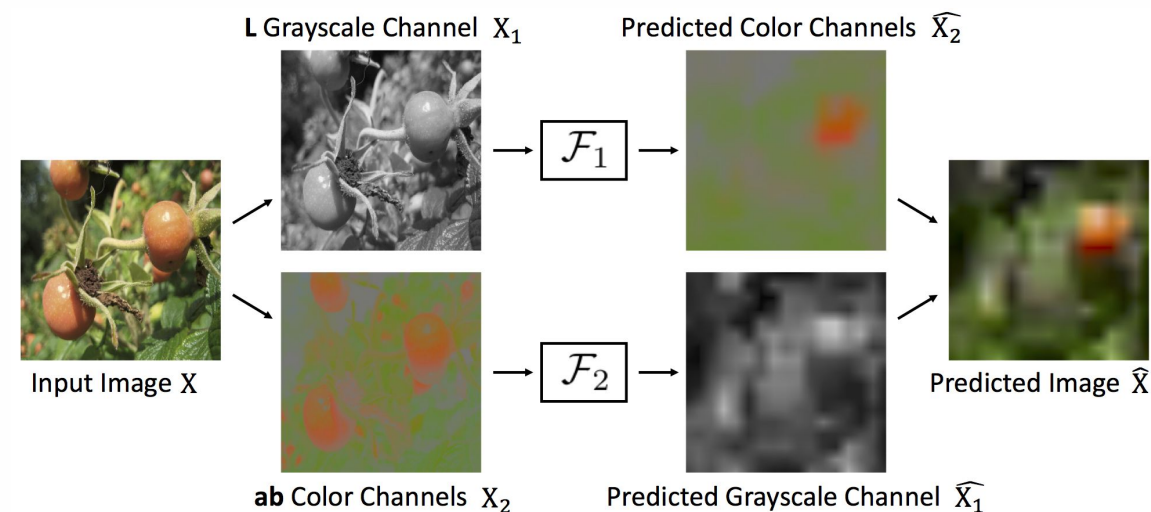 L Grayscale Channel X₁
Predicted Color Channels X̂₂
ℱ₁
Input Image X
ℱ₂
Predicted Image X̂
ab Color Channels X₂
Predicted Grayscale Channel X̂₁